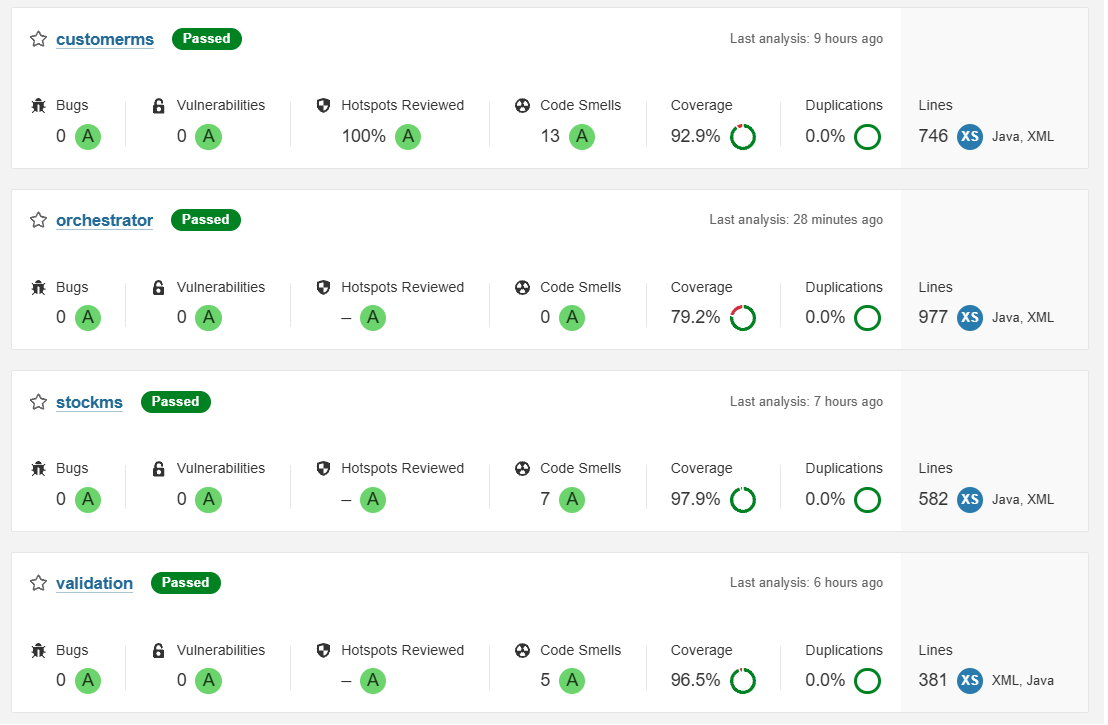 customerms Passed Last analysis: 9 hours ago
Bugs Vulnerabilities Hotspots Reviewed Code Smells Coverage Duplications Lines
0 A 0 A 100% A 13 A 92.9% 0.0% 746 XS Java, XML
orchestrator Passed Last analysis: 28 minutes ago
Bugs Vulnerabilities Hotspots Reviewed Code Smells Coverage Duplications Lines
0 A 0 A – A 0 A 79.2% 0.0% 977 XS Java, XML
stockms Passed Last analysis: 7 hours ago
Bugs Vulnerabilities Hotspots Reviewed Code Smells Coverage Duplications Lines
0 A 0 A – A 7 A 97.9% 0.0% 582 XS Java, XML
validation Passed Last analysis: 6 hours ago
Bugs Vulnerabilities Hotspots Reviewed Code Smells Coverage Duplications Lines
0 A 0 A – A 5 A 96.5% 0.0% 381 XS XML, Java